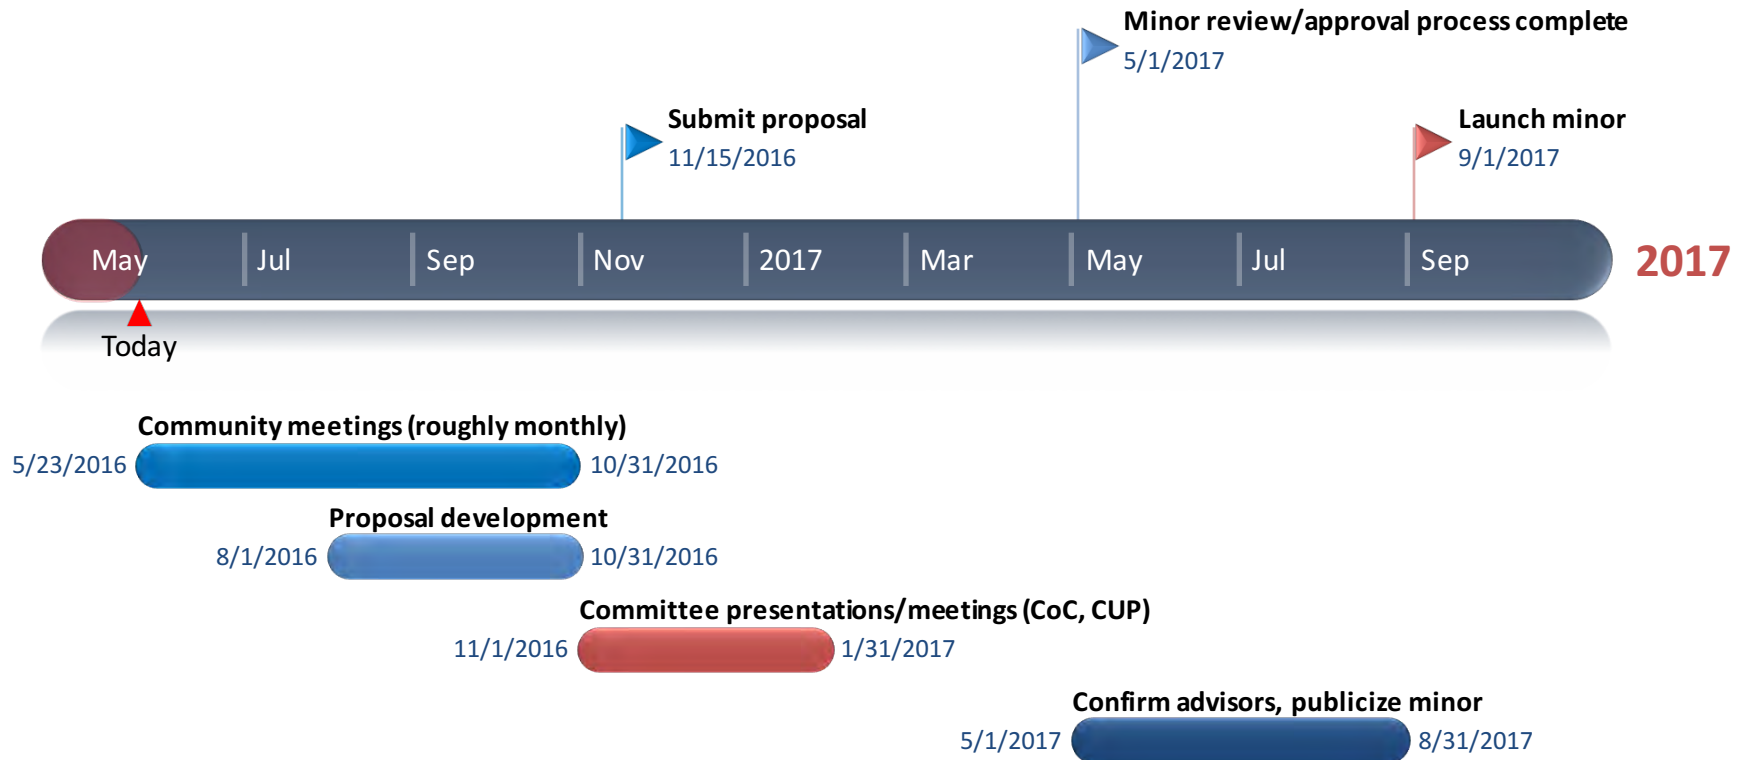 Minor review/approval process complete
5/1/2017
Submit proposal
11/15/2016
Launch minor
9/1/2017
May Jul Sep Nov 2017 Mar May Jul Sep 2017
Today
Community meetings (roughly monthly)
5/23/2016 10/31/2016
Proposal development
8/1/2016 10/31/2016
Committee presentations/meetings (CoC, CUP)
11/1/2016 1/31/2017
Confirm advisors, publicize minor
5/1/2017 8/31/2017